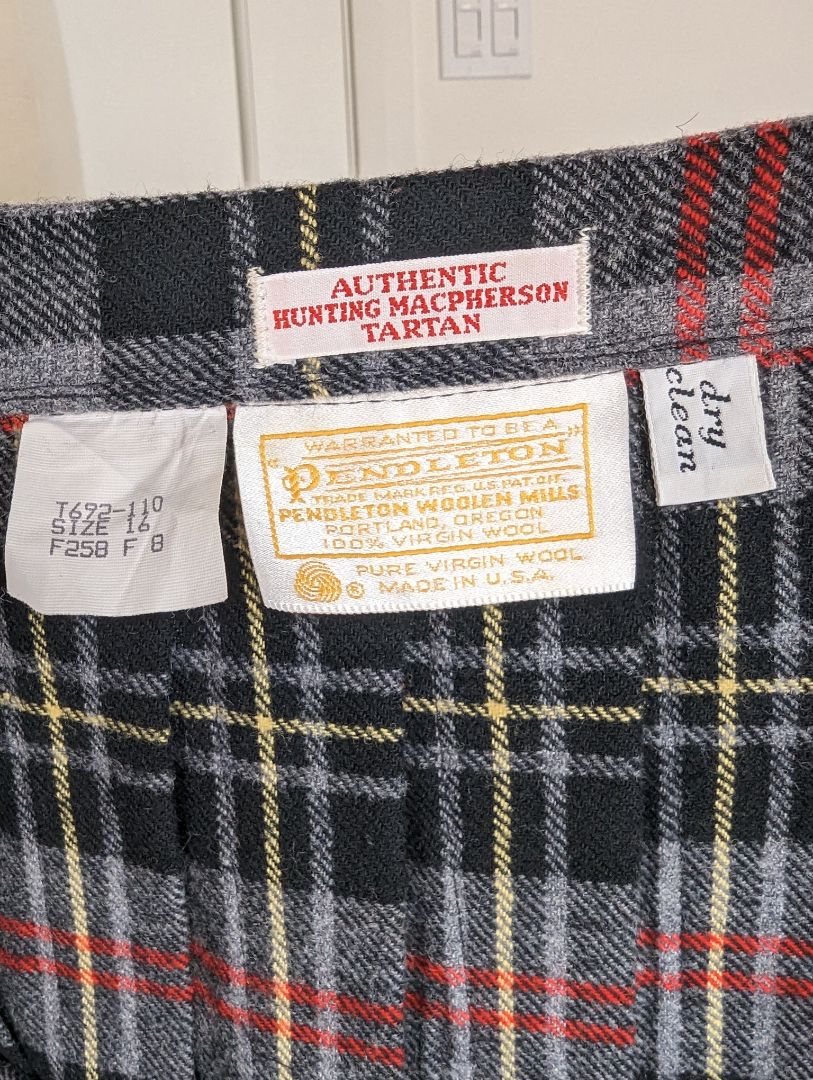 AUTHENTIC
HUNTING MACPHERSON
TARTAN
dry
clean
T692-110
SIZE 16
F258 F 8
WARRANTED TO BE A
"PENDLETON"
TRADE MARK REG. U.S. PAT. OFF.
PENDLETON WOOLEN MILLS
PORTLAND, OREGON
100% VIRGIN WOOL
PURE VIRGIN WOOL
® MADE IN U.S.A.